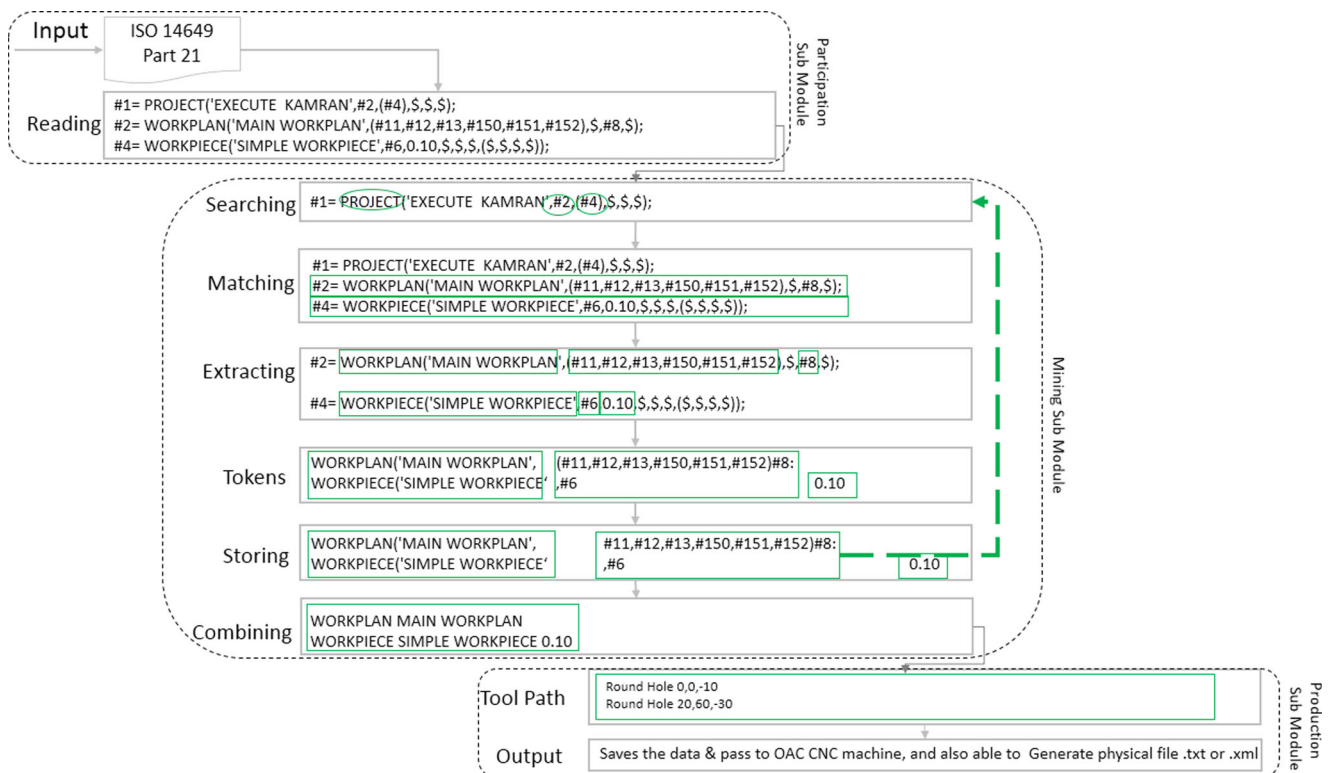 Input
ISO 14649
Part 21
Participation
Sub Module
Reading
#1= PROJECT('EXECUTE  KAMRAN',#2,(#4),$,$,$);
#2= WORKPLAN('MAIN WORKPLAN',(#11,#12,#13,#150,#151,#152),$,#8,$);
#4= WORKPIECE('SIMPLE WORKPIECE',#6,0.10,$,$,$,($,$,$,$));
Mining Sub Module
Searching
#1= PROJECT('EXECUTE  KAMRAN',#2,(#4),$,$,$);
Matching
#1= PROJECT('EXECUTE  KAMRAN',#2,(#4),$,$,$);
#2= WORKPLAN('MAIN WORKPLAN',(#11,#12,#13,#150,#151,#152),$,#8,$);
#4= WORKPIECE('SIMPLE WORKPIECE',#6,0.10,$,$,$,($,$,$,$));
Extracting
#2= WORKPLAN('MAIN WORKPLAN',(#11,#12,#13,#150,#151,#152),$,#8,$);
#4= WORKPIECE('SIMPLE WORKPIECE',#6,0.10,$,$,$,($,$,$,$));
Tokens
WORKPLAN('MAIN WORKPLAN', (#11,#12,#13,#150,#151,#152)#8:
WORKPIECE('SIMPLE WORKPIECE‘ ,#6 0.10
Storing
WORKPLAN('MAIN WORKPLAN', #11,#12,#13,#150,#151,#152)#8:
WORKPIECE('SIMPLE WORKPIECE‘ ,#6 0.10
Combining
WORKPLAN MAIN WORKPLAN
WORKPIECE SIMPLE WORKPIECE 0.10
Production
Sub Module
Tool Path
Round Hole 0,0,-10
Round Hole 20,60,-30
Output
Saves the data & pass to OAC CNC machine, and also able to  Generate physical file .txt or .xml